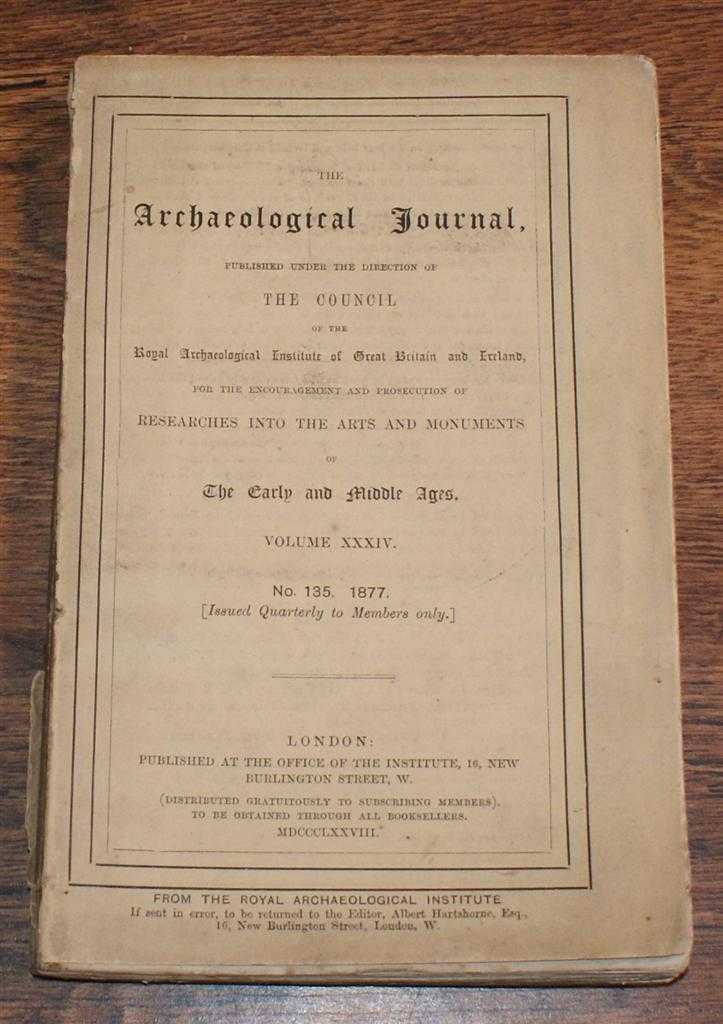 THE
Archaeological Journal,
PUBLISHED UNDER THE DIRECTION OF
THE COUNCIL
OF THE
Royal Archaeological Institute of Great Britain and Ireland,
FOR THE ENCOURAGEMENT AND PROSECUTION OF
RESEARCHES INTO THE ARTS AND MONUMENTS
OF
The Early and Middle Ages.
VOLUME XXXIV.
No. 135. 1877.
[Issued Quarterly to Members only.]
LONDON:
PUBLISHED AT THE OFFICE OF THE INSTITUTE, 16, NEW
BURLINGTON STREET, W.
(DISTRIBUTED GRATUITOUSLY TO SUBSCRIBING MEMBERS).
TO BE OBTAINED THROUGH ALL BOOKSELLERS.
MDCCCLXXVIII.
FROM THE ROYAL ARCHAEOLOGICAL INSTITUTE
If sent in error, to be returned to the Editor, Albert Hartshorne, Esq.,
16, New Burlington Street, London, W.